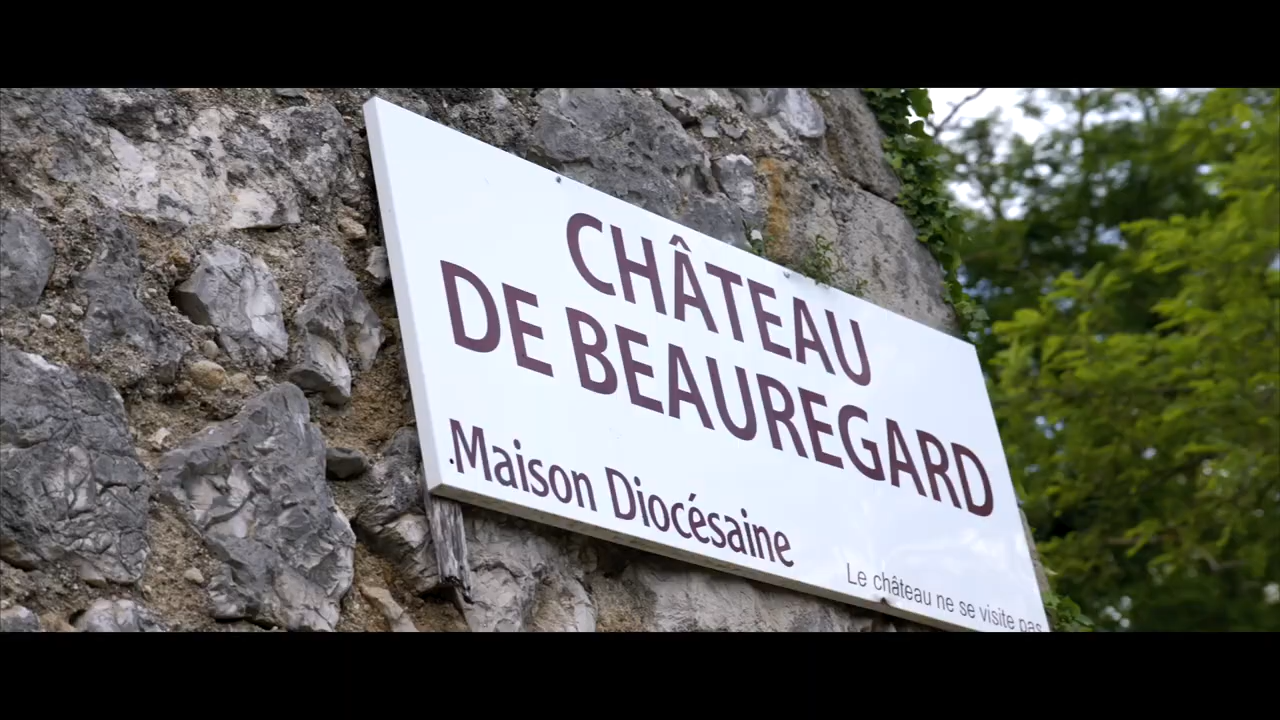 CHÂTEAU
DE BEAUREGARD
Maison Diocésaine
Le château ne se visite pas